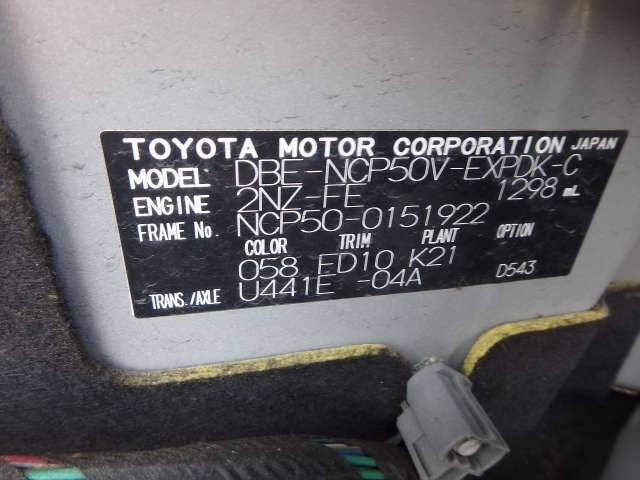 TOYOTA MOTOR CORPORATION JAPAN
MODEL DBE-NCP50V-EXPDK-C
ENGINE 2NZ-FE 1298 mL
FRAME No. NCP50-0151922
COLOR TRIM PLANT OPTION
058 FD10 K21 D543
TRANS./AXLE U441E -04A